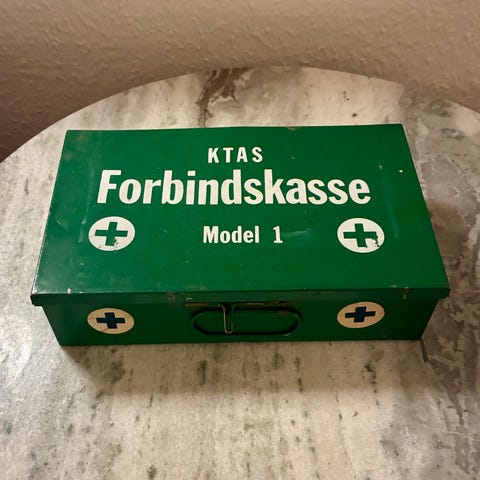 KTAS
Forbindskasse
Model 1